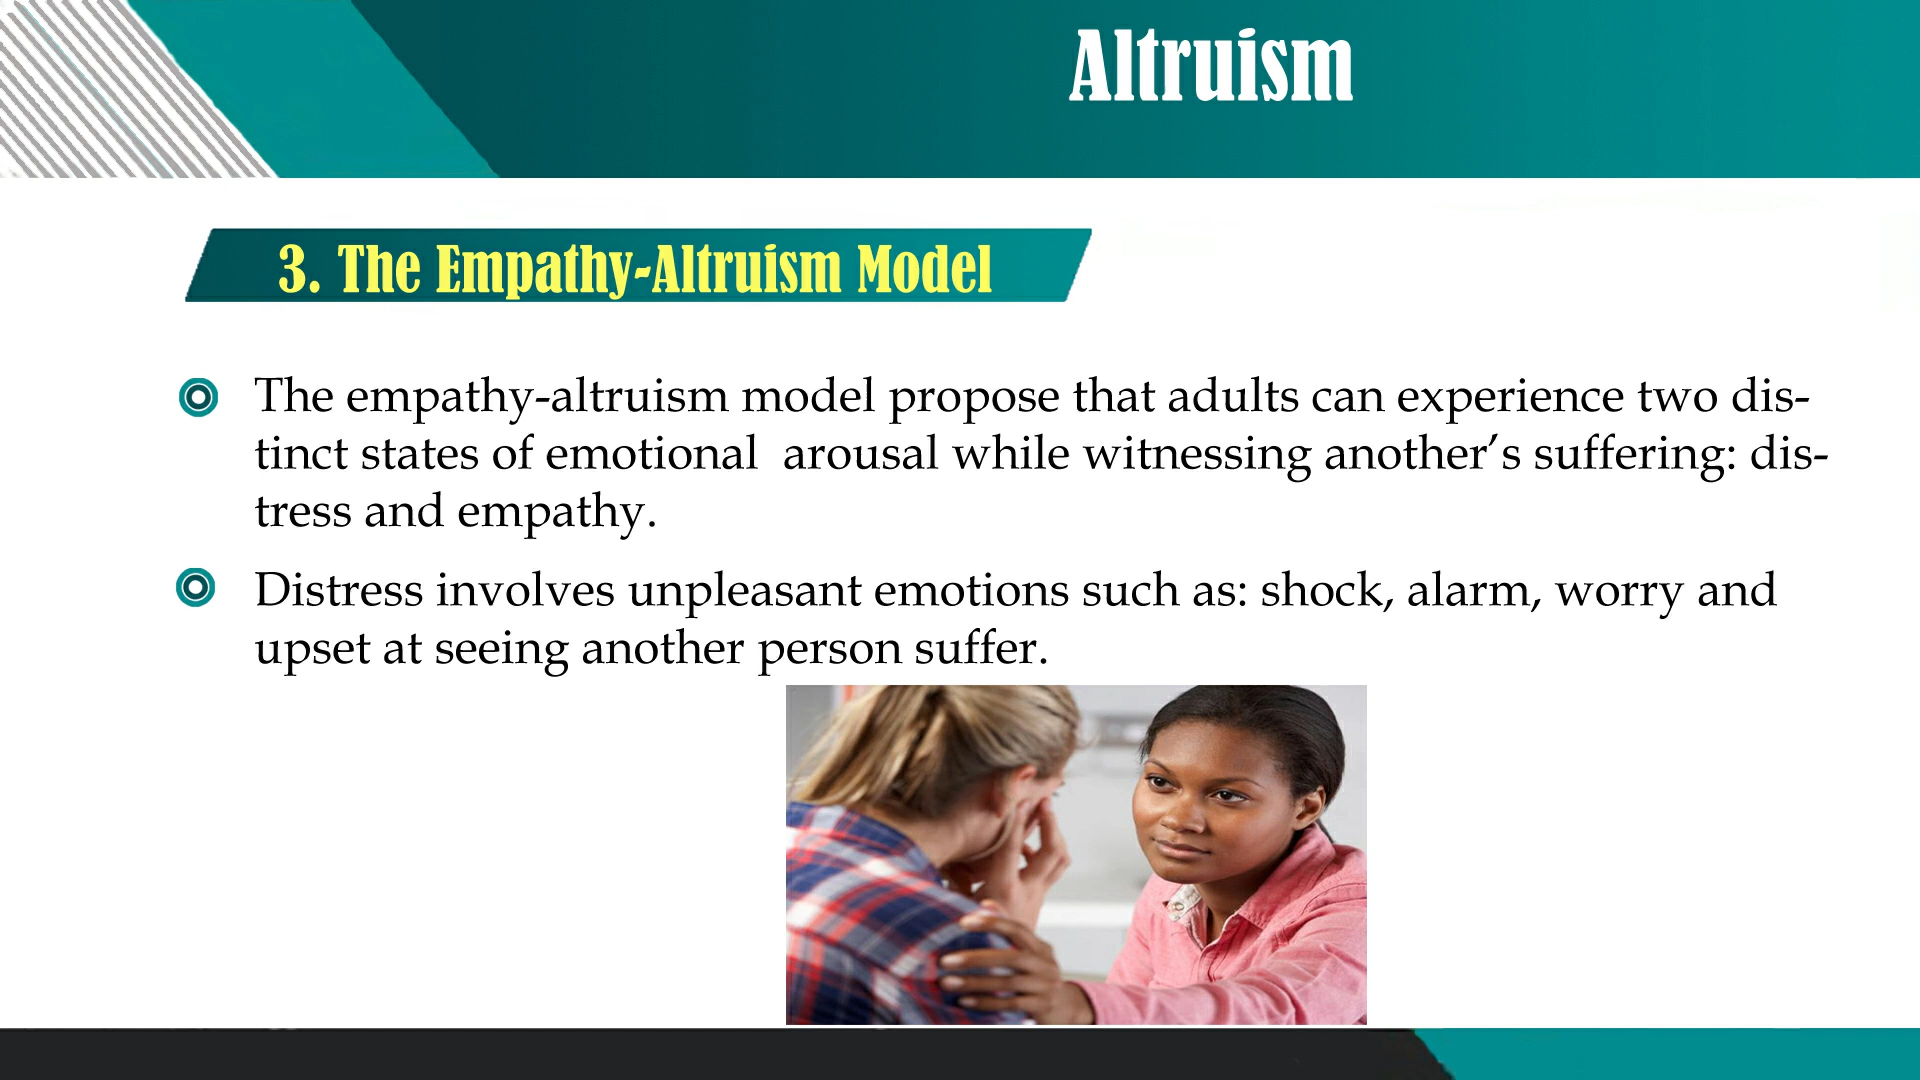 Altruism
3. The Empathy-Altruism Model
The empathy-altruism model propose that adults can experience two dis-
tinct states of emotional  arousal while witnessing another’s suffering: dis-
tress and empathy.
Distress involves unpleasant emotions such as: shock, alarm, worry and
upset at seeing another person suffer.